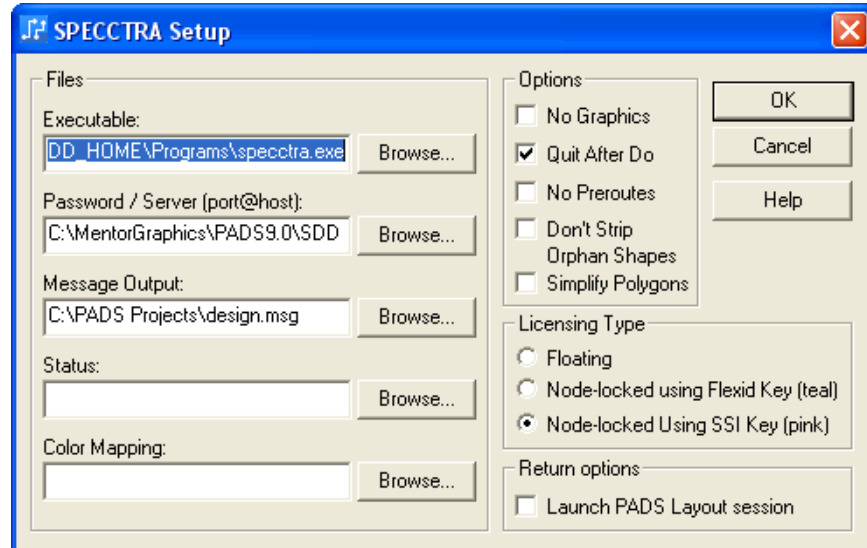 SPECCTRA Setup
Files
Executable:
DD_HOME\Programs\specctra.exe
Browse...
Password / Server (port@host):
C:\MentorGraphics\PADS9.0\SDD
Browse...
Message Output:
C:\PADS Projects\design.msg
Browse...
Status:
Browse...
Color Mapping:
Browse...
Options
No Graphics
Quit After Do
No Preroutes
Don't Strip
Orphan Shapes
Simplify Polygons
Licensing Type
Floating
Node-locked using Flexid Key (teal)
Node-locked Using SSI Key (pink)
Return options
Launch PADS Layout session
OK
Cancel
Help